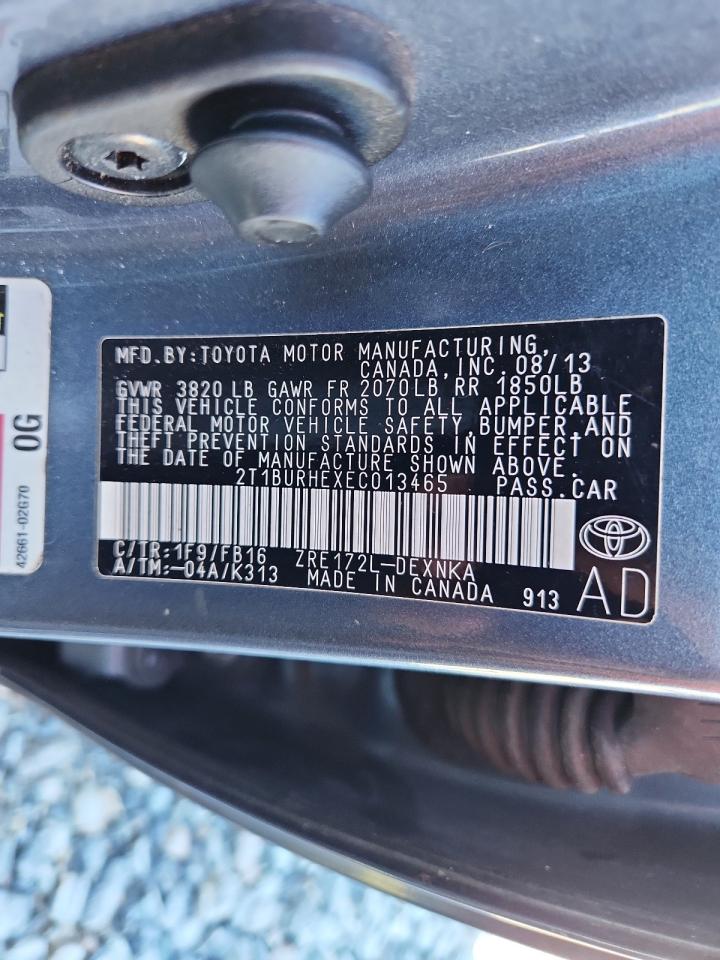 MFD.BY:TOYOTA MOTOR MANUFACTURING,
CANADA,INC. 08/13
GVWR 3820 LB GAWR FR 2070LB RR 1850LB
THIS VEHICLE CONFORMS TO ALL APPLICABLE
FEDERAL MOTOR VEHICLE SAFETY,BUMPER,AND
THEFT PREVENTION STANDARDS IN EFFECT ON
THE DATE OF MANUFACTURE SHOWN ABOVE.
2T1BURHEXEC013465 PASS.CAR
C/TR:1F9/FB16 ZRE172L-DEXNKA
A/TM:-04A/K313 MADE IN CANADA 913 AD
0G
42661-02G70